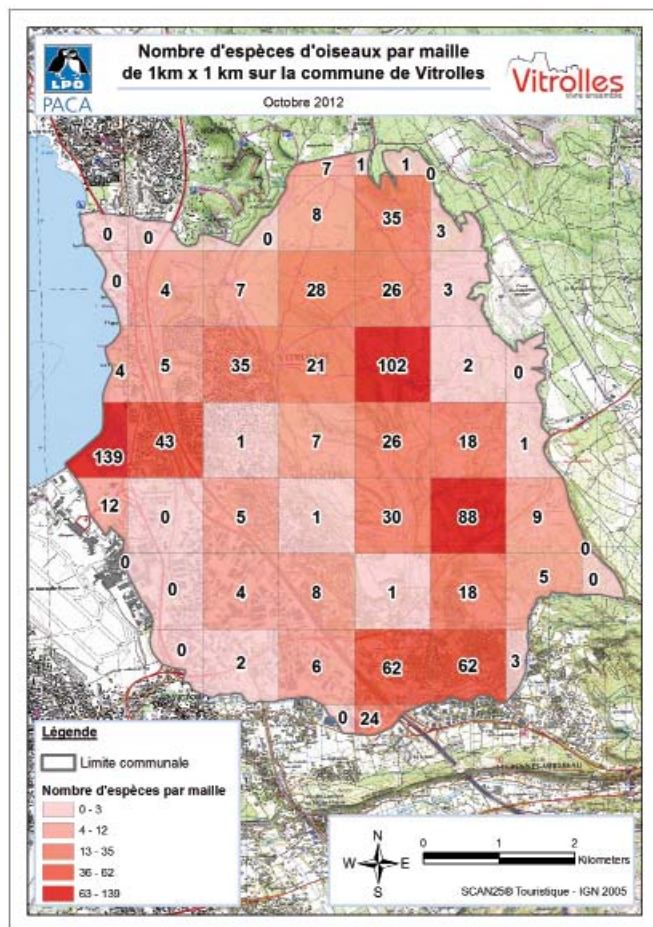 LPO
PACA
Nombre d'espèces d'oiseaux par maille
de 1km x 1 km sur la commune de Vitrolles
Octobre 2012
Vitrolles
vivre ensemble
7 1 1 0
8 35
0 0 0 3
0 4 7 28 26 3
4 5 35 21 102 2 0
139 43 1 7 26 18 1
12 0 5 1 30 88 9
0 0 4 8 1 18 5 0 0
0 2 6 62 62 3
0 24
Légende
Limite communale
Nombre d'espèces par maille
0 - 3
4 - 12
13 - 35
36 - 62
63 - 139
N
W E
S
0 1 2
Kilometers
SCAN25® Touristique - IGN 2005